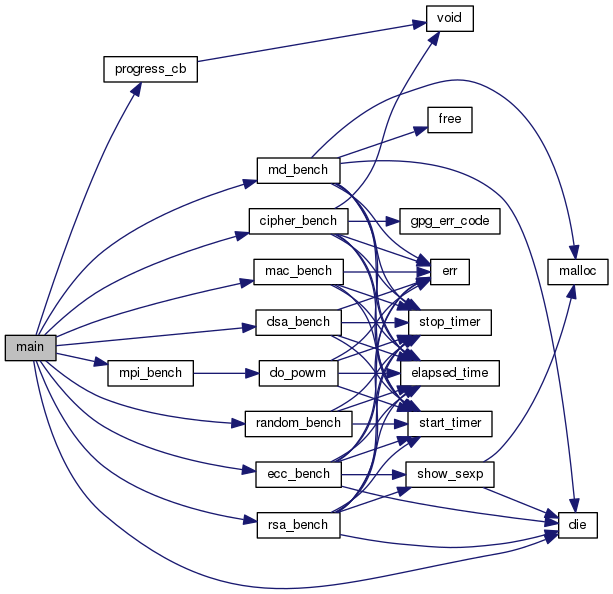 void
progress_cb
free
md_bench
cipher_bench
gpg_err_code
mac_bench
err
malloc
dsa_bench
stop_timer
main
mpi_bench
do_powm
elapsed_time
random_bench
start_timer
ecc_bench
show_sexp
rsa_bench
die